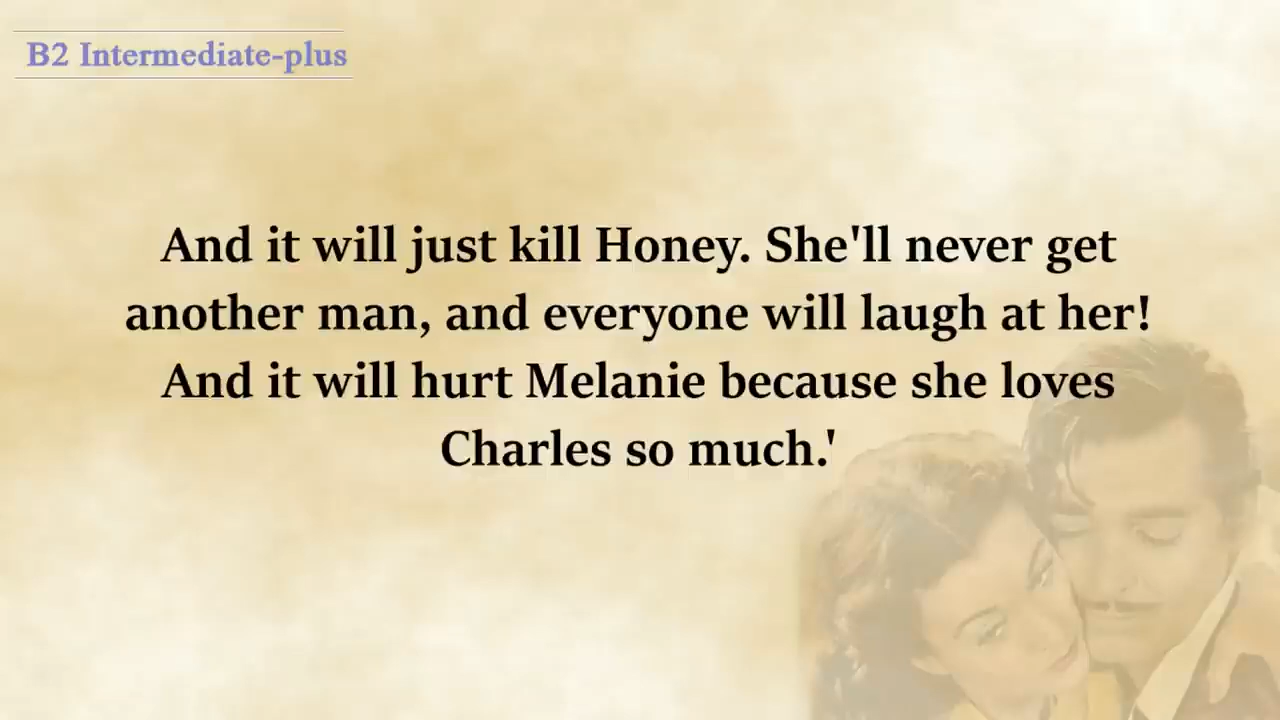 B2 Intermediate-plus
And it will just kill Honey. She'll never get
another man, and everyone will laugh at her!
And it will hurt Melanie because she loves
Charles so much.'